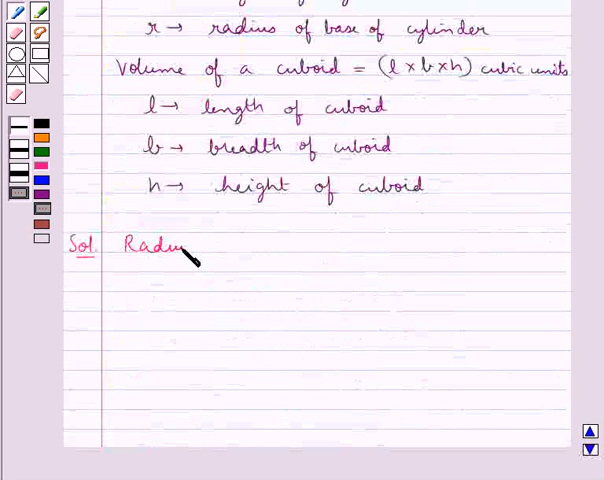 r → radius of base of cylinder
Volume of a cuboid = (l × b × h) cubic units
l → length of cuboid
b → breadth of cuboid
h → height of cuboid
Sol. Radiu